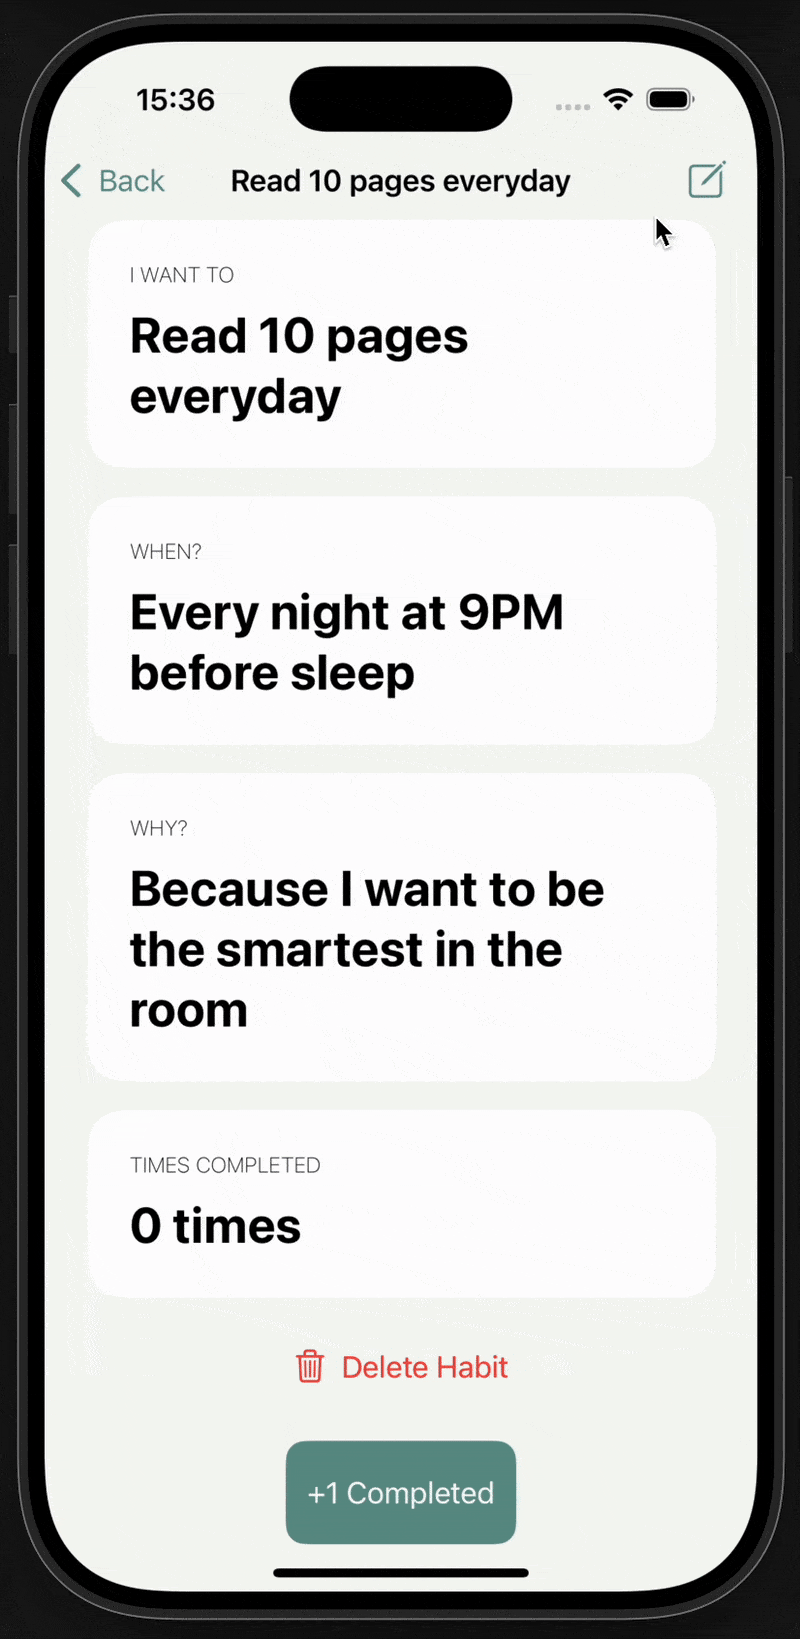 15:36
Back
Read 10 pages everyday
I WANT TO
Read 10 pages
everyday
WHEN?
Every night at 9PM
before sleep
WHY?
Because I want to be
the smartest in the
room
TIMES COMPLETED
0 times
Delete Habit
+1 Completed